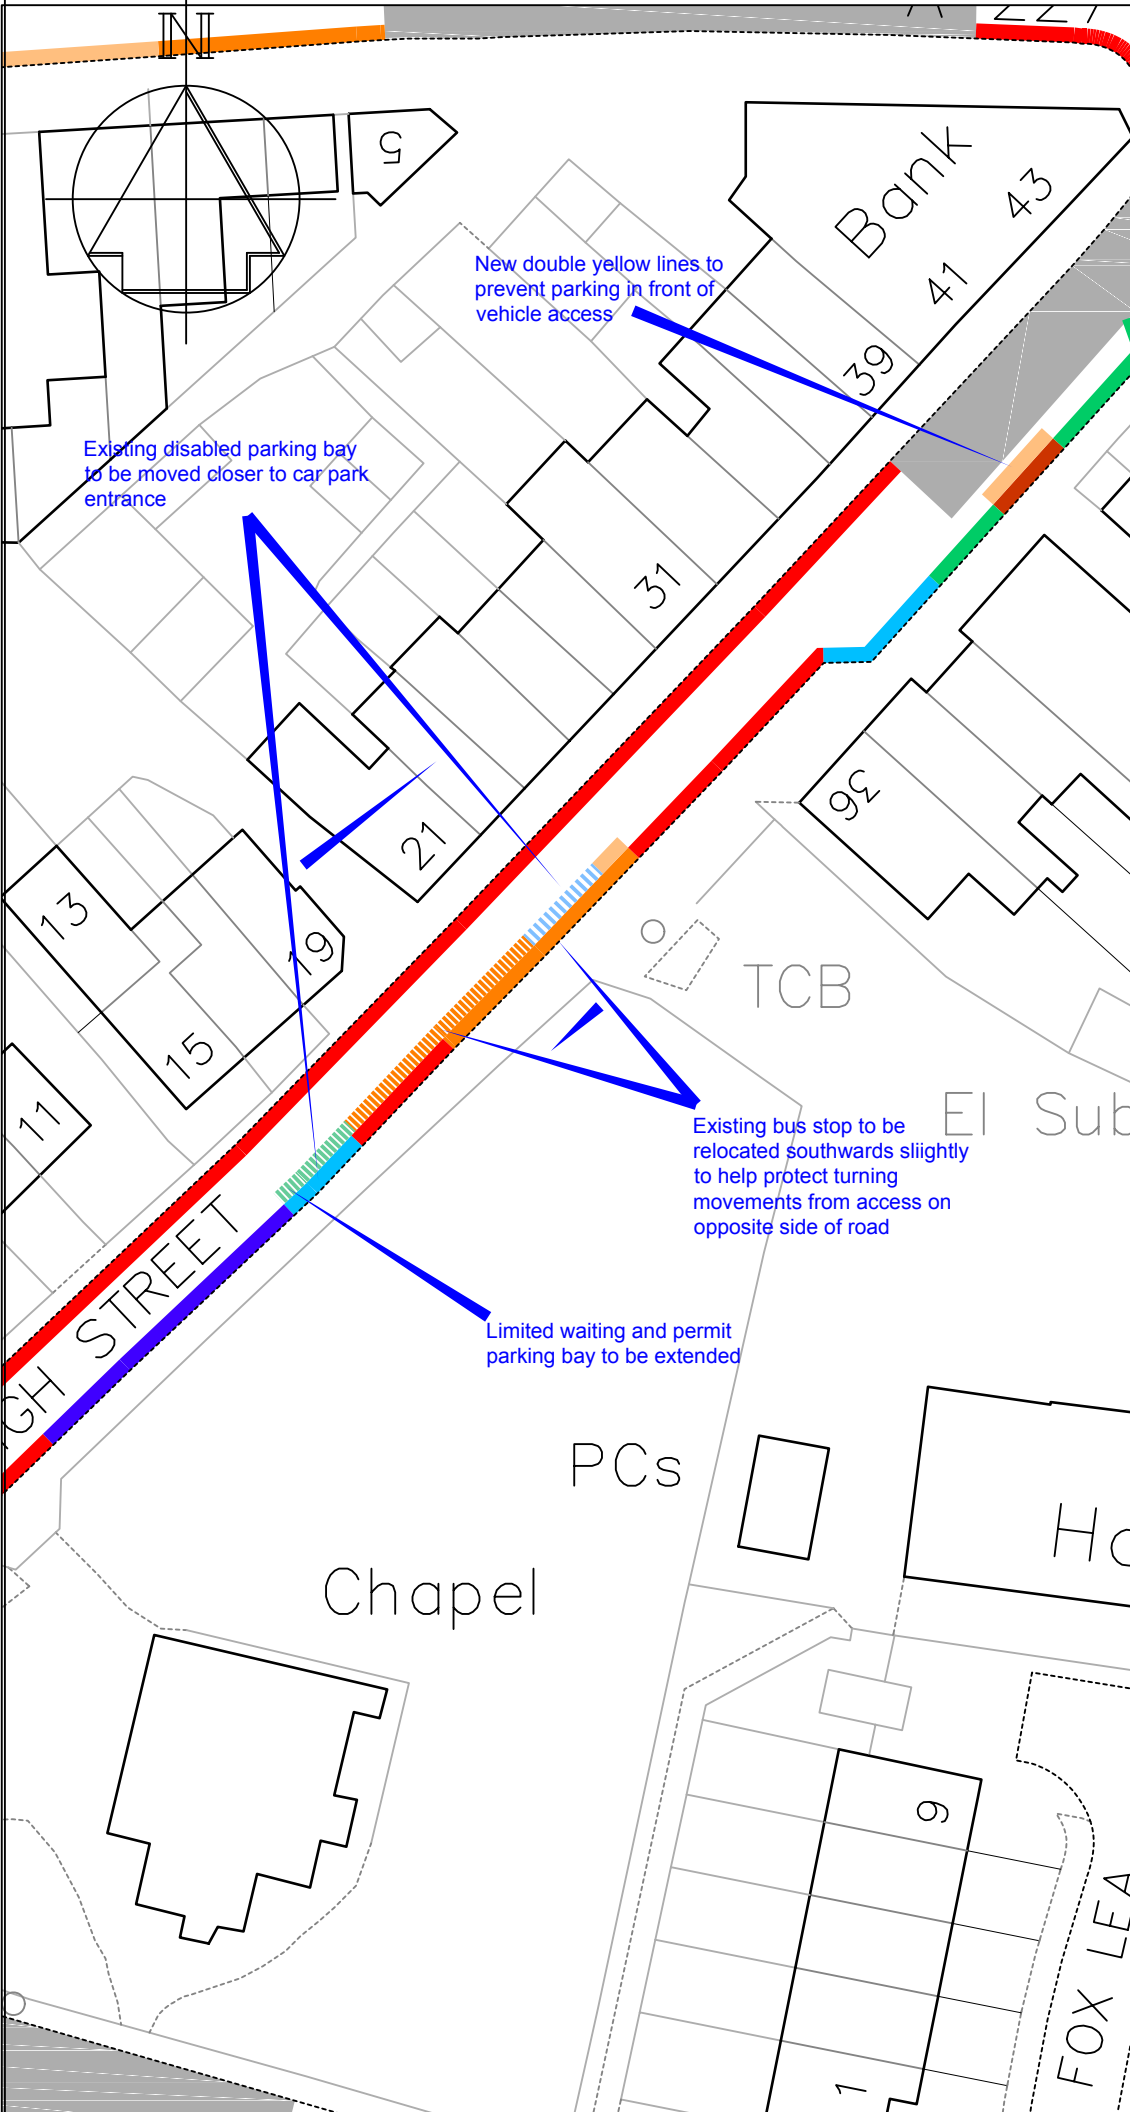 N
5
Bank
43
41
39
New double yellow lines to
prevent parking in front of
vehicle access
Existing disabled parking bay
to be moved closer to car park
entrance
31
36
21
13
19
TCB
15
11
El Sub
Existing bus stop to be
relocated southwards sliightly
to help protect turning
movements from access on
opposite side of road
GH STREET
Limited waiting and permit
parking bay to be extended
PCs
Chapel
9
FOX LEA
1